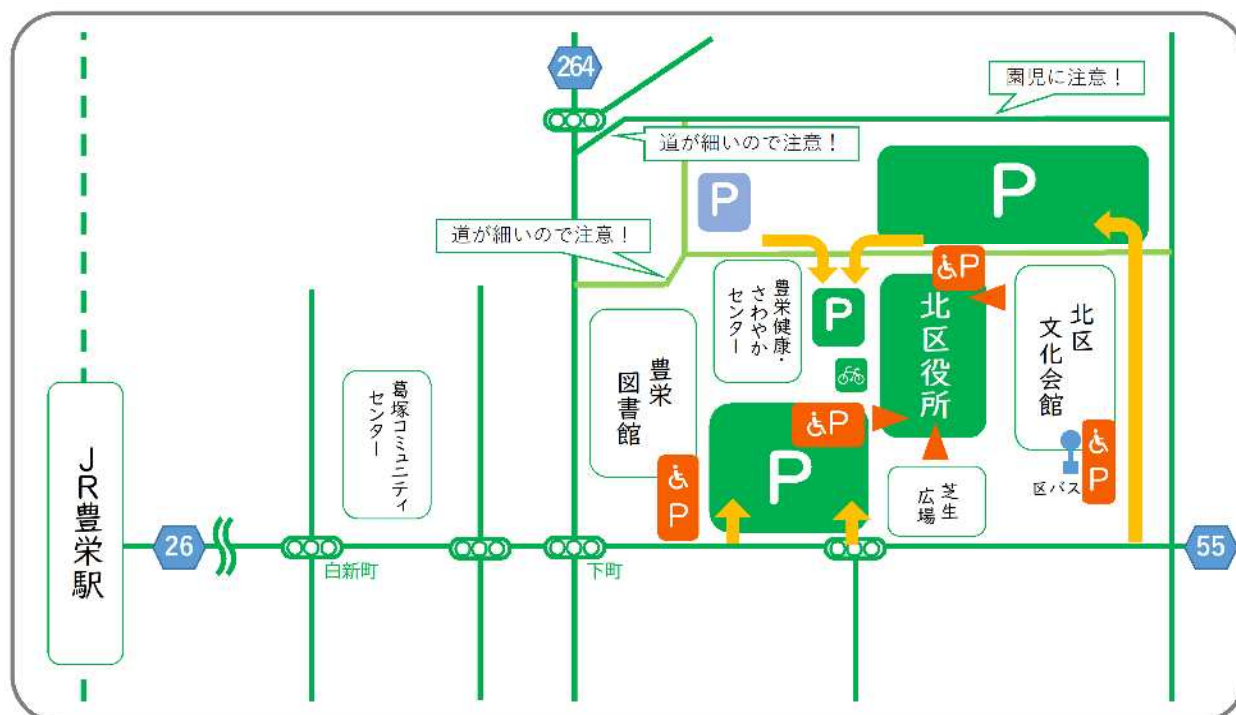 264
園児に注意！
道が細いので注意！
P
P
道が細いので注意！
豊栄健康・
さわやか
センター
P
P
北区役所
北区
文化会館
豊栄
図書館
葛塚コミュニティ
センター
P
P
P
芝生
広場
区バス
P
JR豊栄駅
26
白新町
下町
55